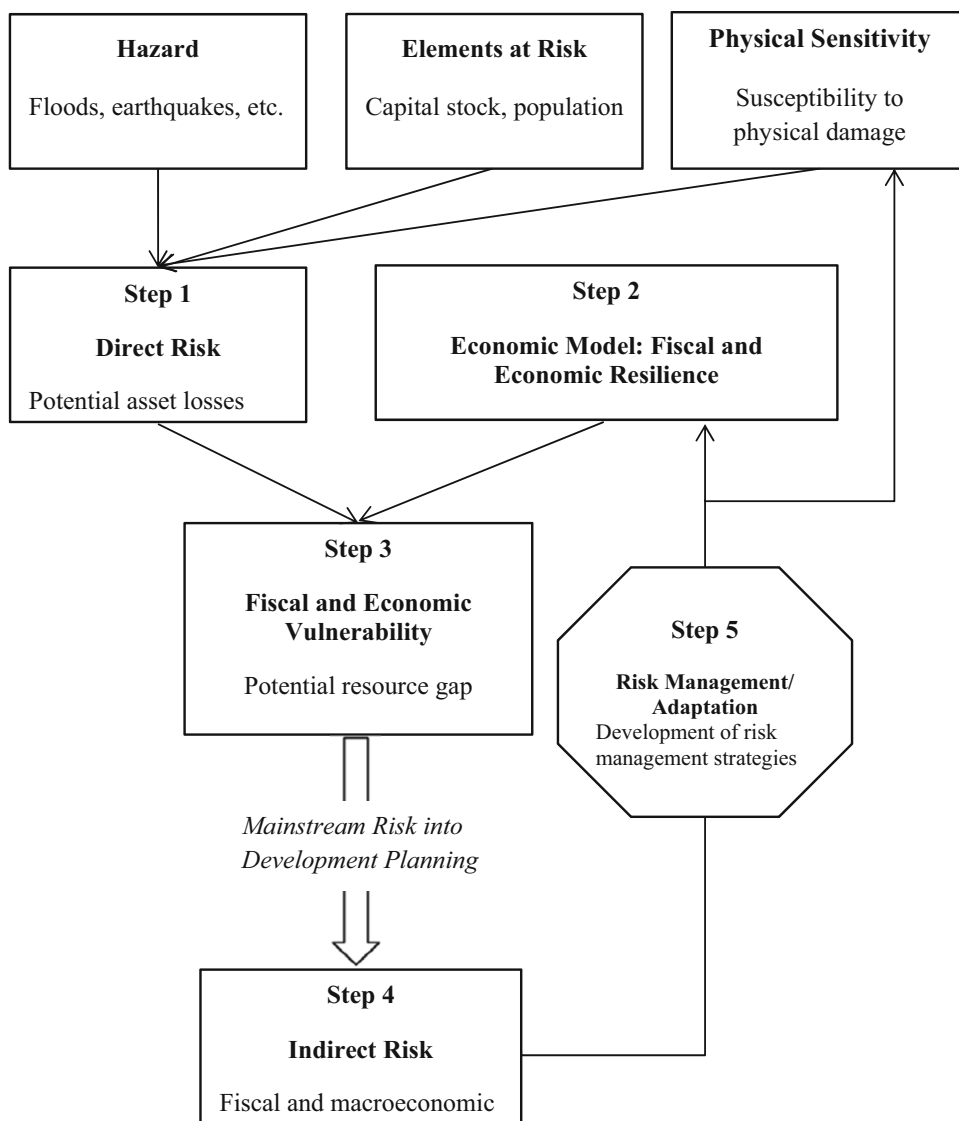 Hazard
Floods, earthquakes, etc.
Elements at Risk
Capital stock, population
Physical Sensitivity
Susceptibility to
physical damage
Step 1
Direct Risk
Potential asset losses
Step 2
Economic Model: Fiscal and
Economic Resilience
Step 3
Fiscal and Economic
Vulnerability
Potential resource gap
Step 5
Risk Management/
Adaptation
Development of risk
management strategies
Mainstream Risk into
Development Planning
Step 4
Indirect Risk
Fiscal and macroeconomic